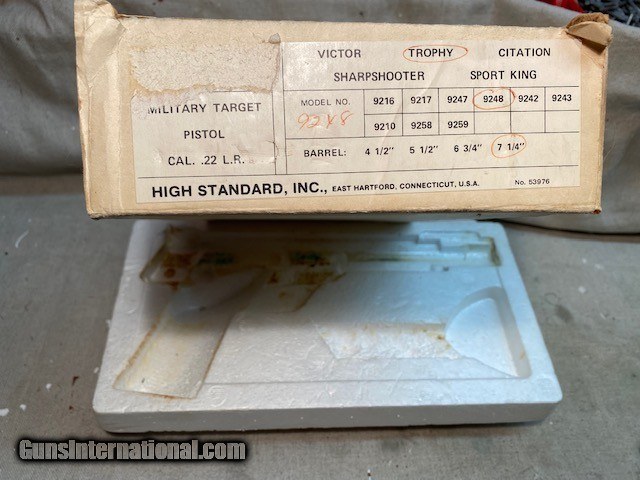 VICTOR TROPHY CITATION
SHARPSHOOTER SPORT KING
MILITARY TARGET
PISTOL
CAL. .22 L.R.
MODEL NO. 9216 9217 9247 9248 9242 9243
9248
9210 9258 9259
BARREL: 4 1/2" 5 1/2" 6 3/4" 7 1/4"
HIGH STANDARD, INC., EAST HARTFORD, CONNECTICUT, U.S.A. No. 53976
GunsInternational.com